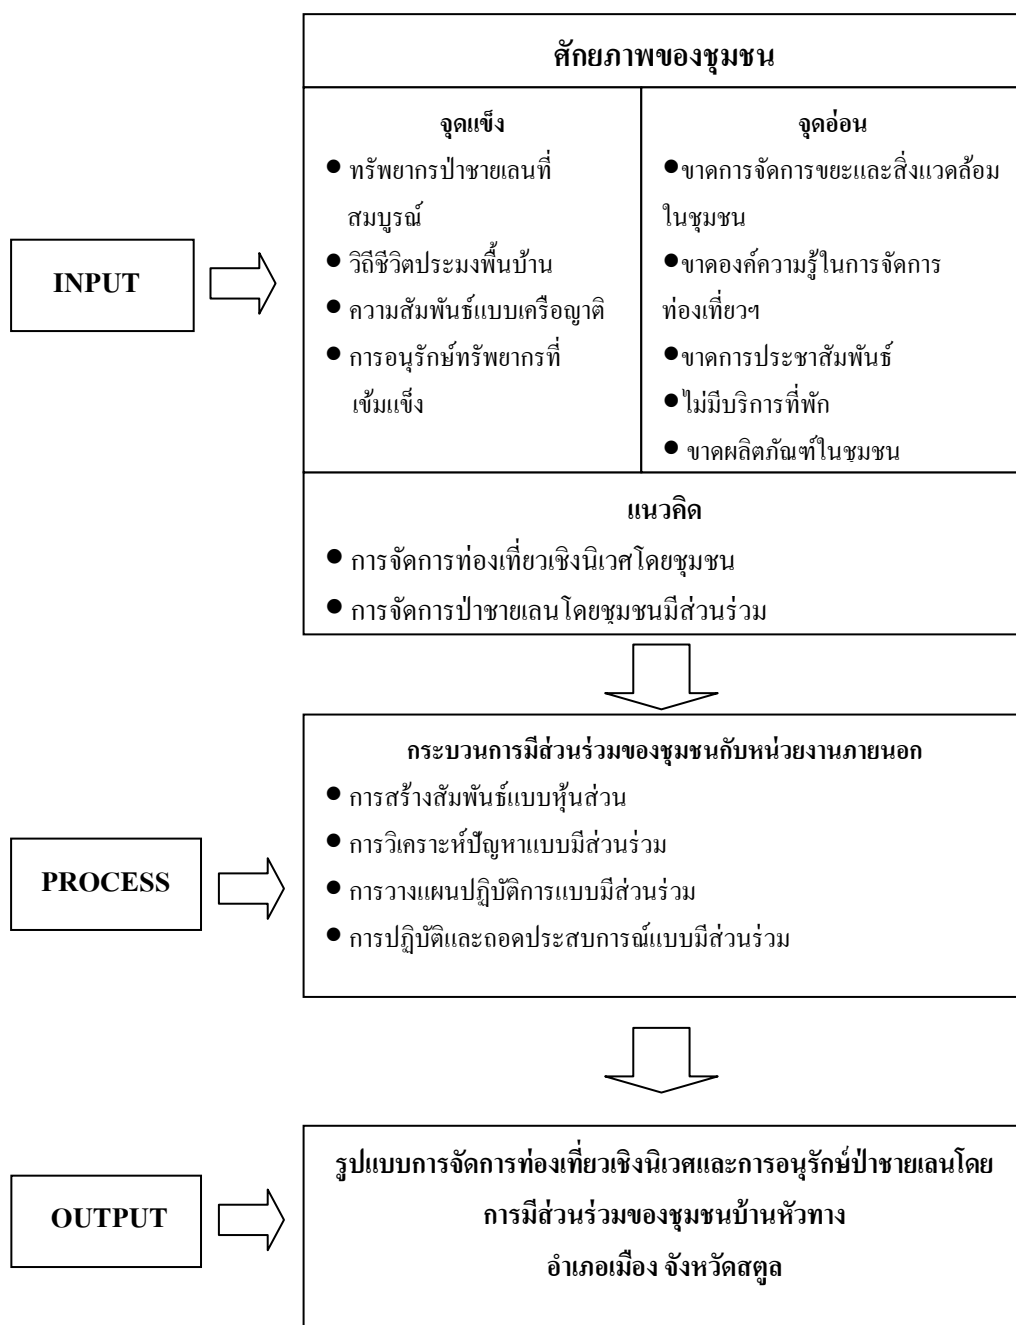 ศักยภาพของชุมชน
จุดแข็ง
● ทรัพยากรป่าชายเลนที่
สมบูรณ์
● วิถีชีวิตประมงพื้นบ้าน
● ความสัมพันธ์แบบเครือญาติ
● การอนุรักษ์ทรัพยากรที่
เข้มแข็ง
จุดอ่อน
●ขาดการจัดการขยะและสิ่งแวดล้อม
ในชุมชน
●ขาดองค์ความรู้ในการจัดการ
ท่องเที่ยวฯ
●ขาดการประชาสัมพันธ์
●ไม่มีบริการที่พัก
● ขาดผลิตภัณฑ์ในชุมชน
INPUT
แนวคิด
● การจัดการท่องเที่ยวเชิงนิเวศโดยชุมชน
● การจัดการป่าชายเลนโดยชุมชนมีส่วนร่วม
กระบวนการมีส่วนร่วมของชุมชนกับหน่วยงานภายนอก
● การสร้างสัมพันธ์แบบหุ้นส่วน
● การวิเคราะห์ปัญหาแบบมีส่วนร่วม
● การวางแผนปฏิบัติการแบบมีส่วนร่วม
● การปฏิบัติและถอดประสบการณ์แบบมีส่วนร่วม
PROCESS
รูปแบบการจัดการท่องเที่ยวเชิงนิเวศและการอนุรักษ์ป่าชายเลนโดย
การมีส่วนร่วมของชุมชนบ้านหัวทาง
อำเภอเมือง จังหวัดสตูล
OUTPUT